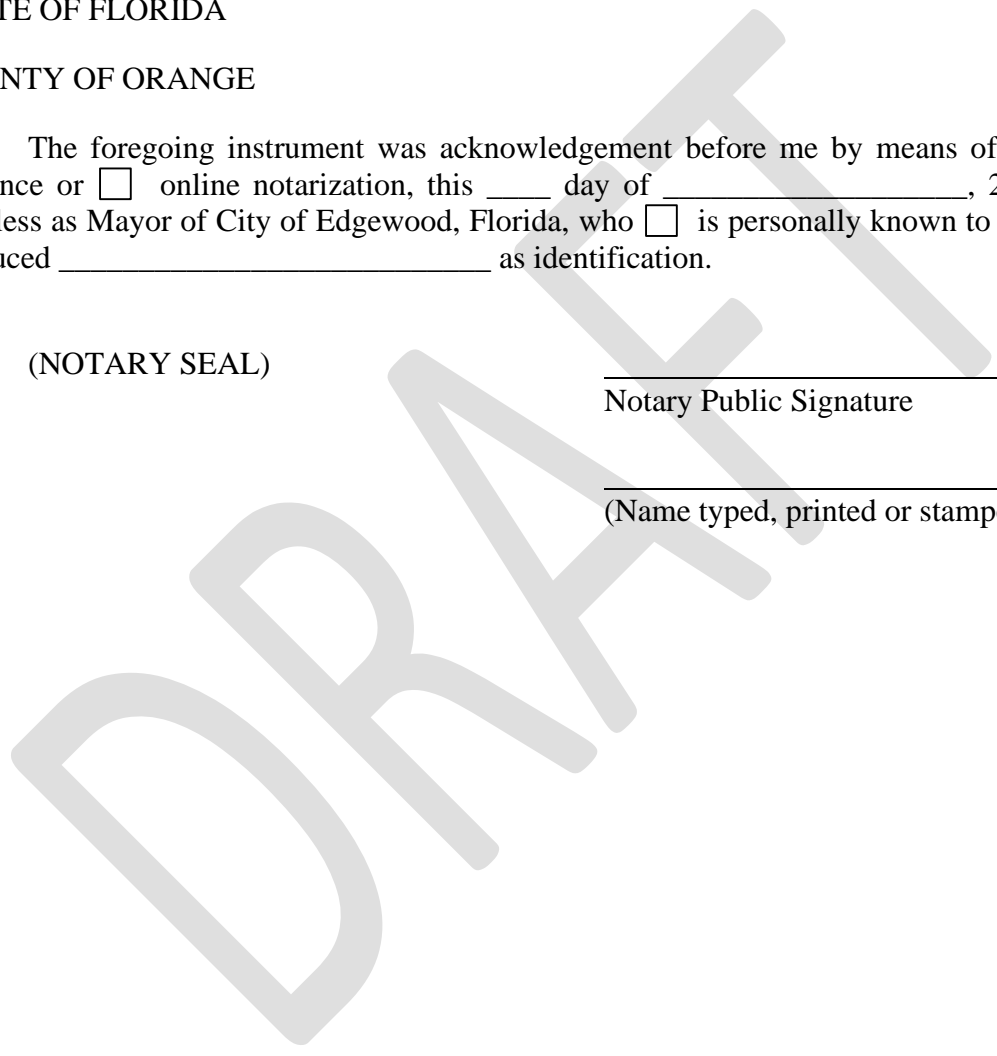 TE OF FLORIDA
NTY OF ORANGE
The foregoing instrument was acknowledgement before me by means of
nce or ☐ online notarization, this ____ day of ___________________, 2
less as Mayor of City of Edgewood, Florida, who ☐ is personally known to
uced ___________________________ as identification.
(NOTARY SEAL)
Notary Public Signature
(Name typed, printed or stamp
DRAFT